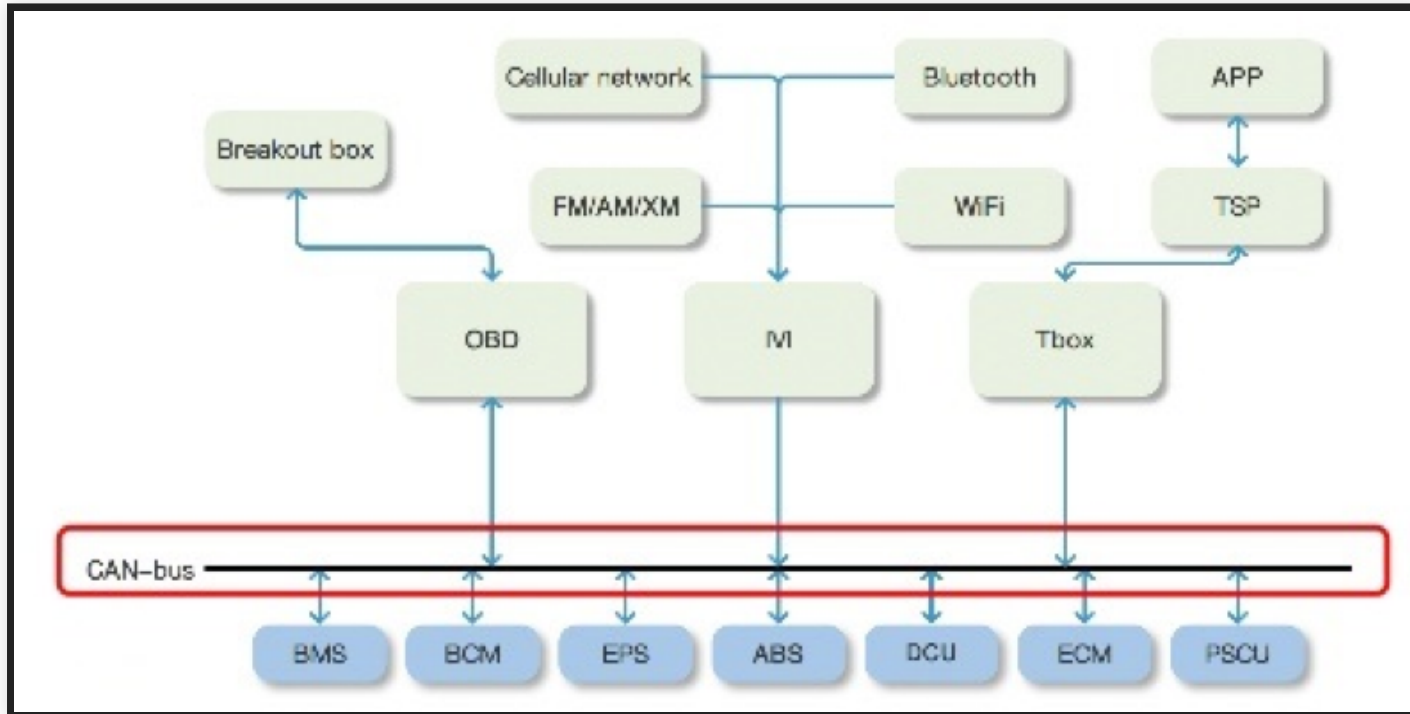 Cellular network
Bluetooth
APP
Breakout box
FM/AM/XM
WiFi
TSP
OBD
IVI
Tbox
CAN-bus
BMS
BCM
EPS
ABS
DCU
ECM
PSCU